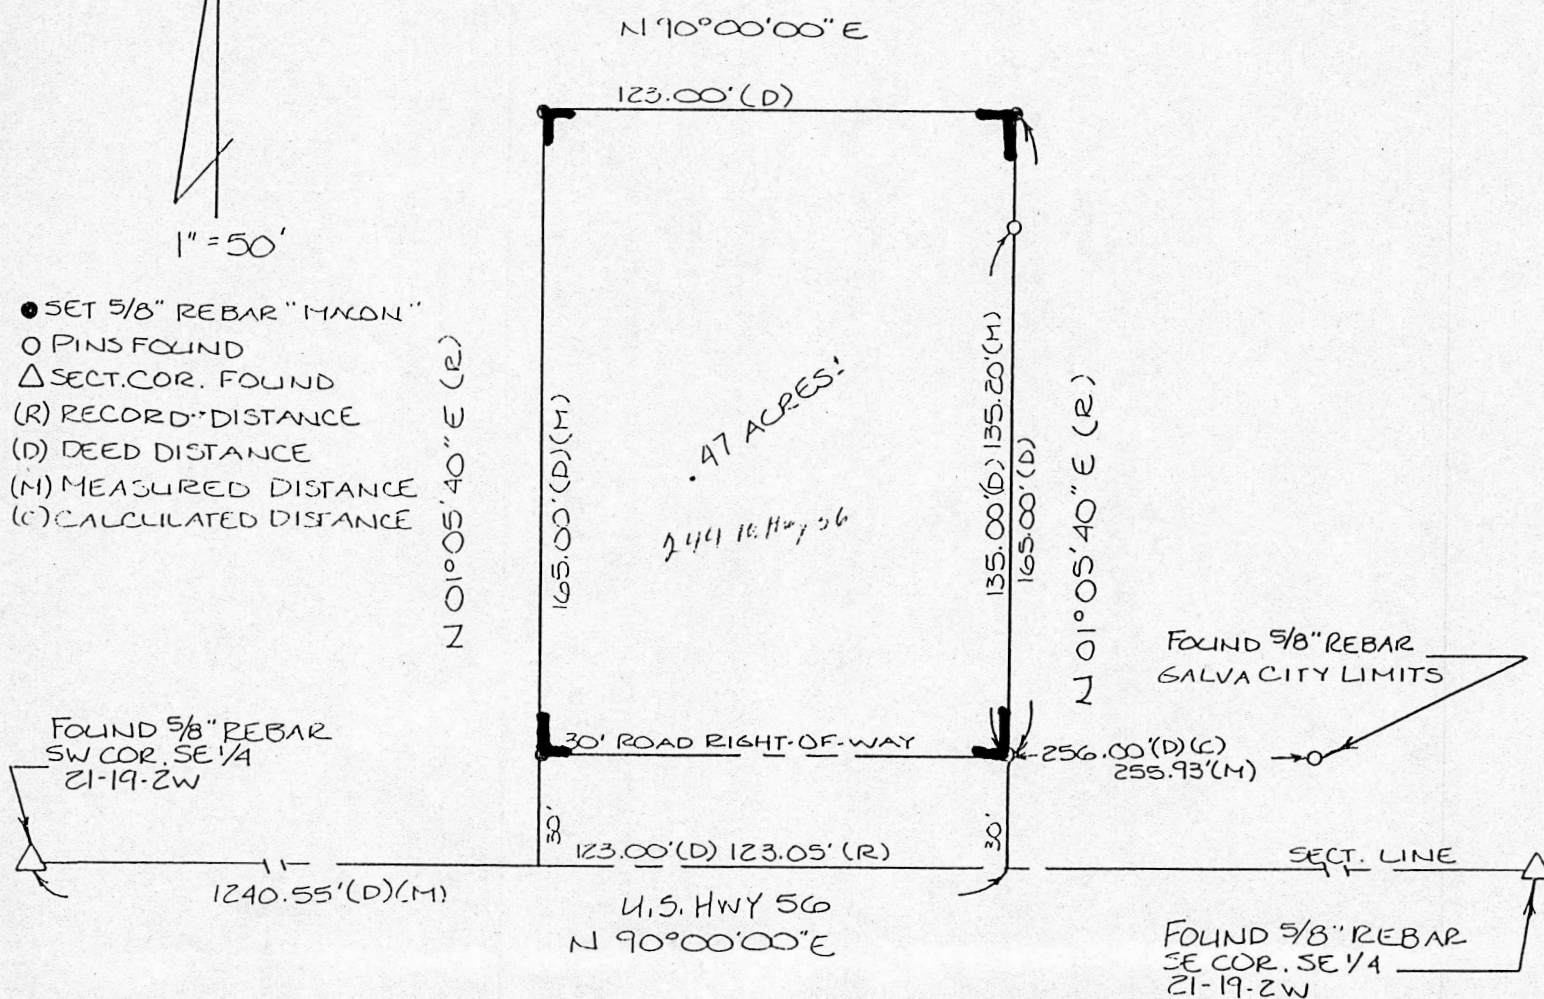 N 90°00'00" E
123.00'(D)
1" = 50'
SET 5/8" REBAR "MACON"
PINS FOUND
SECT. COR. FOUND
(R) RECORD DISTANCE
(D) DEED DISTANCE
(M) MEASURED DISTANCE
(C) CALCULATED DISTANCE
N 01°05'40" E (R)
165.00'(D)(M)
.47 ACRES±
244 Hwy 56
135.00'(D) 135.20'(M)
165.00'(D)
N 01°05'40" E (R)
FOUND 5/8" REBAR
GALVA CITY LIMITS
FOUND 5/8" REBAR
SW COR. SE 1/4
21-19-2W
30' ROAD RIGHT-OF-WAY
256.00'(D)(C)
255.93'(M)
30'
30'
123.00'(D) 123.05'(R)
SECT. LINE
1240.55'(D)(M)
U.S. HWY 56
N 90°00'00"E
FOUND 5/8" REBAR
SE COR. SE 1/4
21-19-2W